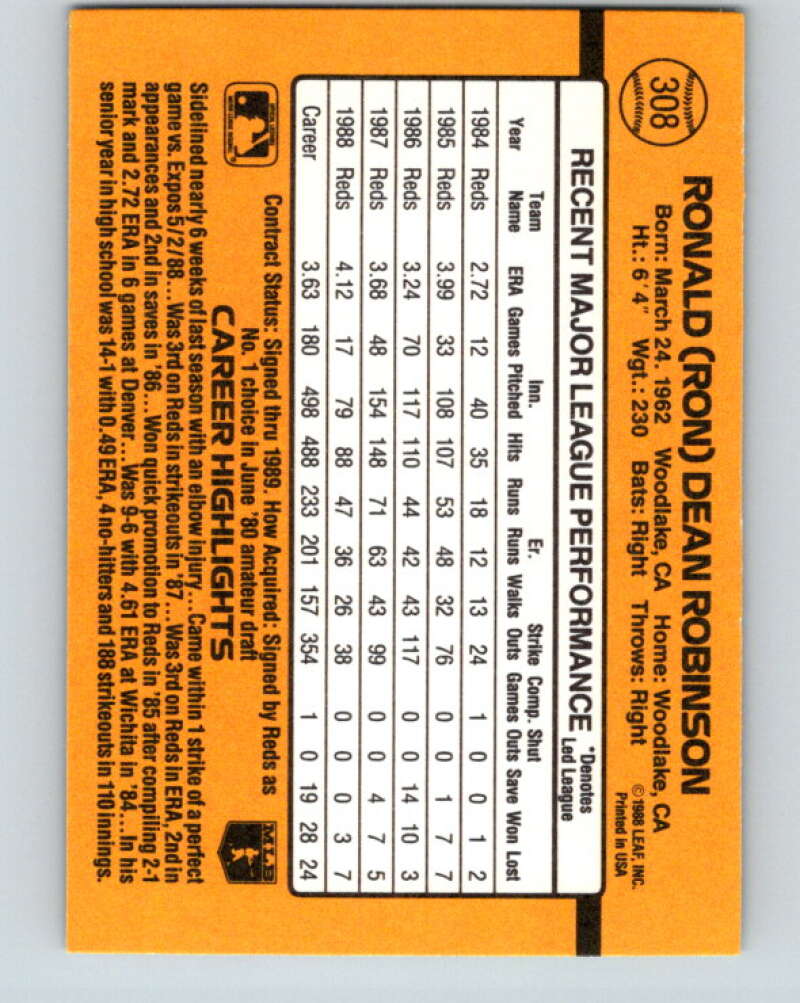 308
RONALD (RON) DEAN ROBINSON
Born: March 24. 1962 Woodlake, CA Home: Woodlake, CA
Ht.: 6'4" Wgt.: 230 Bats: Right Throws: Right
© 1988 LEAF, INC.
Printed in USA
RECENT MAJOR LEAGUE PERFORMANCE
*Denotes
Led League
Team Inn. Er. Strike Comp. Shut
Year Name ERA Games Pitched Hits Runs Runs Walks Outs Games Outs Save Won Lost
1984 Reds 2.72 12 40 35 18 12 13 24 1 0 0 1 2
1985 Reds 3.99 33 108 107 53 48 32 76 0 0 1 7 7
1986 Reds 3.24 70 117 110 44 42 43 117 0 0 14 10 3
1987 Reds 3.68 48 154 148 71 63 43 99 0 0 4 7 5
1988 Reds 4.12 17 79 88 47 36 26 38 0 0 0 3 7
Career 3.63 180 498 488 233 201 157 354 1 0 19 28 24
Contract Status: Signed thru 1989. How Acquired: Signed by Reds as
No. 1 choice in June '80 amateur draft
CAREER HIGHLIGHTS
MLB
Sidelined nearly 6 weeks of last season with an elbow injury... Came within 1 strike of a perfect
game vs. Expos 5/2/88... Was 3rd on Reds in strikeouts in '87... Was 3rd on Reds in ERA, 2nd in
appearances and 2nd in saves in '86... Won quick promotion to Reds in '85 after compiling 2-1
mark and 2.72 ERA in 6 games at Denver... Was 9-6 with 4.61 ERA at Wichita in '84... In his
senior year in high school was 14-1 with 0.49 ERA, 4 no-hitters and 188 strikeouts in 110 innings.